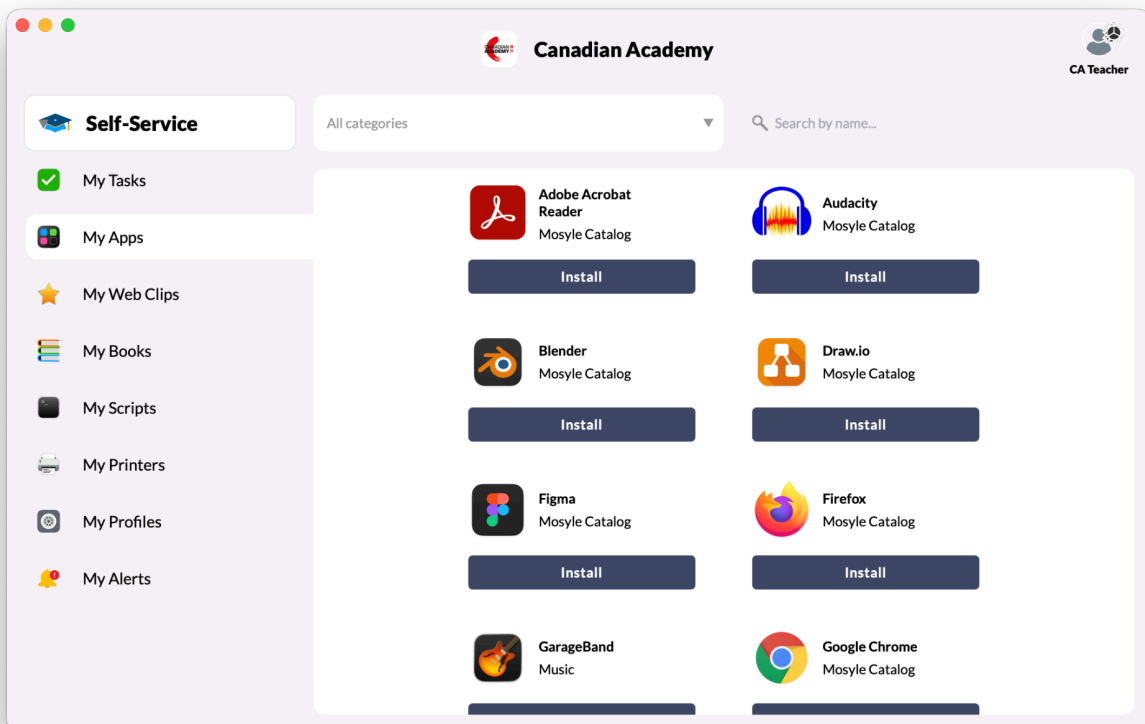 CANADIAN
ACADEMY
Canadian Academy
CA Teacher
Self-Service
My Tasks
My Apps
My Web Clips
My Books
My Scripts
My Printers
My Profiles
My Alerts
All categories
Search by name...
Adobe Acrobat
Reader
Mosyle Catalog
Install
Audacity
Mosyle Catalog
Install
Blender
Mosyle Catalog
Install
Draw.io
Mosyle Catalog
Install
Figma
Mosyle Catalog
Install
Firefox
Mosyle Catalog
Install
GarageBand
Music
Google Chrome
Mosyle Catalog